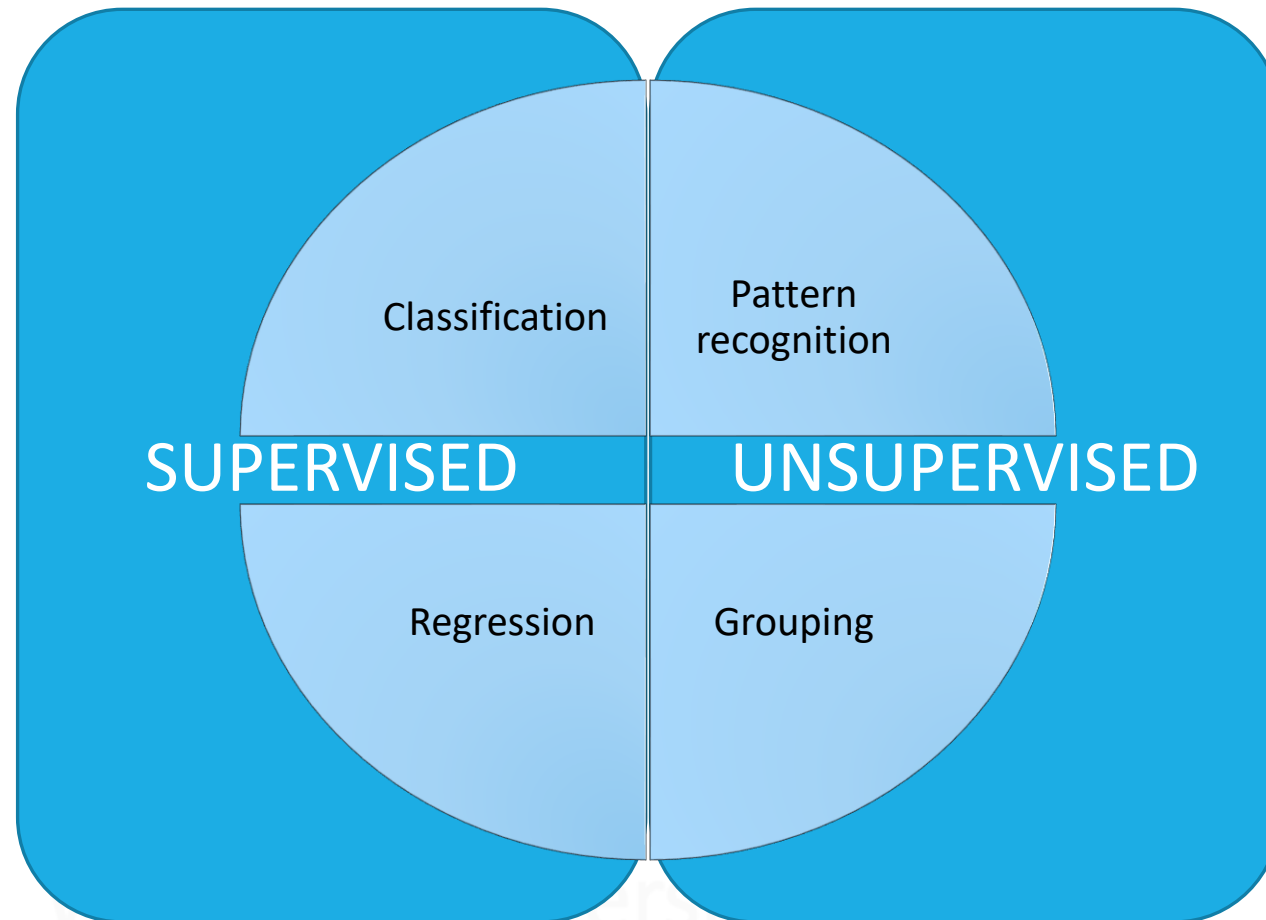 Classification
Pattern
recognition
SUPERVISED
UNSUPERVISED
Regression
Grouping